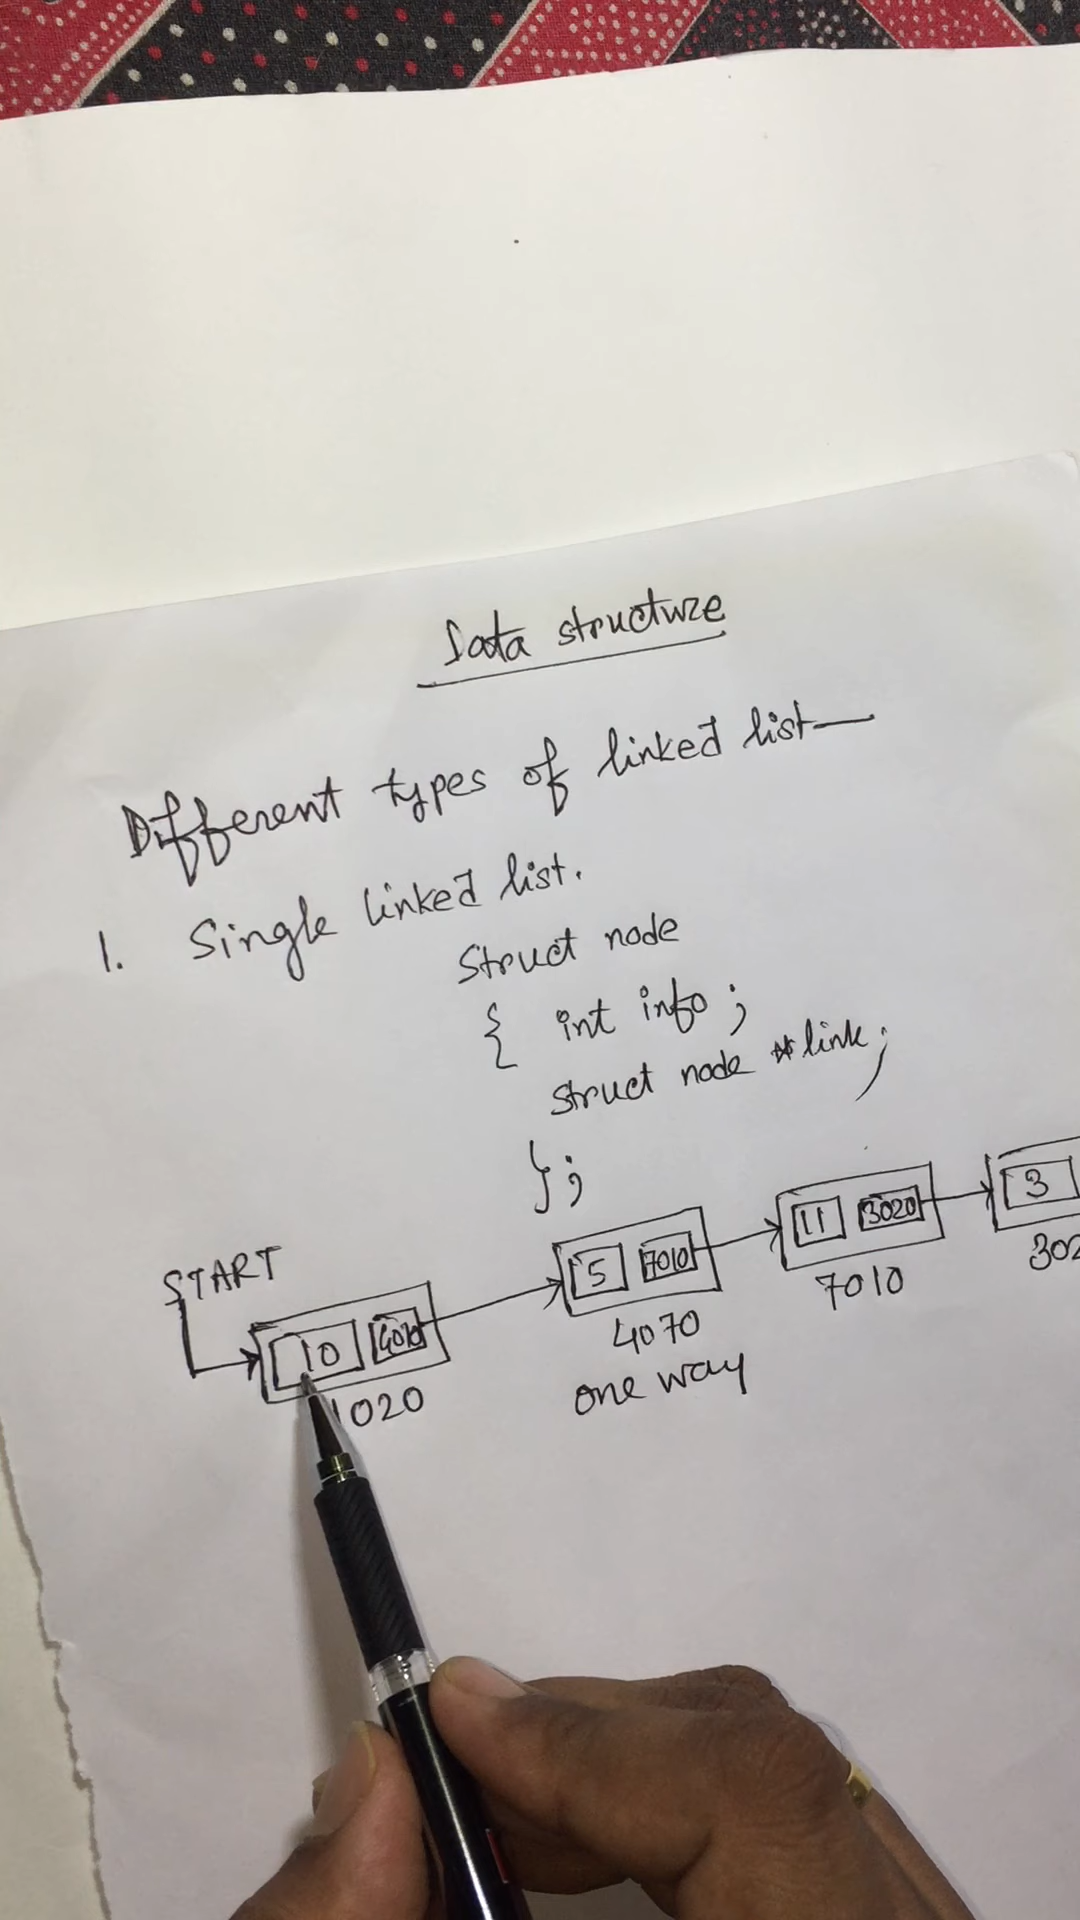 Data structure
Different types of linked list—
1. Single linked list.
struct node
{ int info;
struct node *link;
};
START
10 4070
1020
5 7010
4070
11 3020
7010
3
302
one way